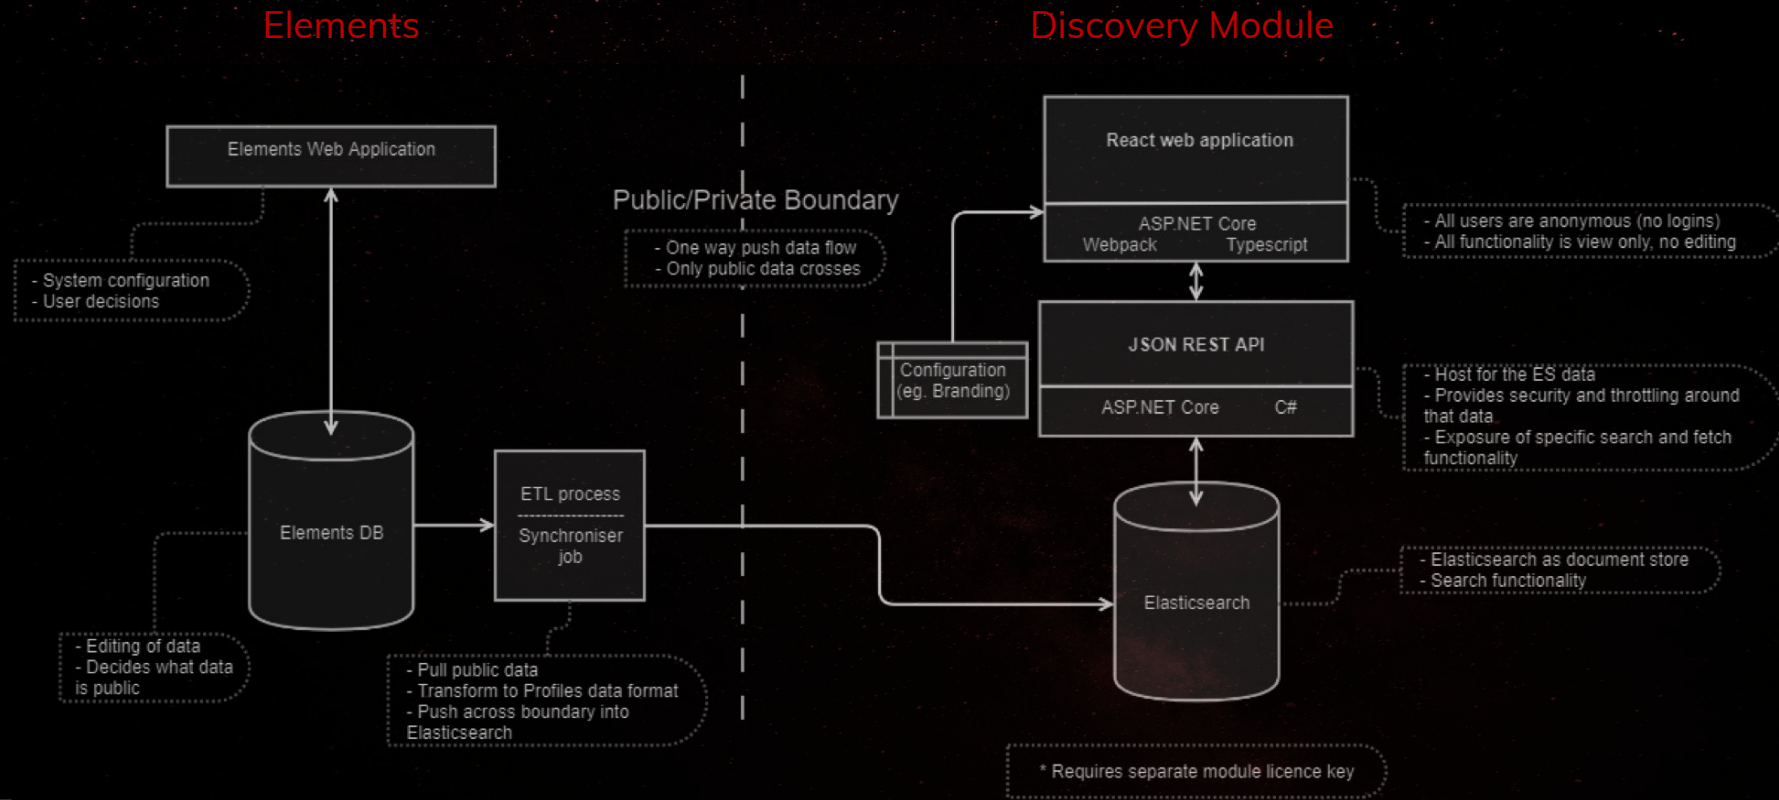 Elements
Discovery Module
Elements Web Application
- System configuration
- User decisions
Public/Private Boundary
- One way push data flow
- Only public data crosses
React web application
ASP.NET Core
Webpack Typescript
- All users are anonymous (no logins)
- All functionality is view only, no editing
Configuration
(eg. Branding)
JSON REST API
ASP.NET Core C#
- Host for the ES data
- Provides security and throttling around
that data
- Exposure of specific search and fetch
functionality
Elements DB
ETL process
Synchroniser
job
- Editing of data
- Decides what data
is public
- Pull public data
- Transform to Profiles data format
- Push across boundary into
Elasticsearch
Elasticsearch
- Elasticsearch as document store
- Search functionality
* Requires separate module licence key